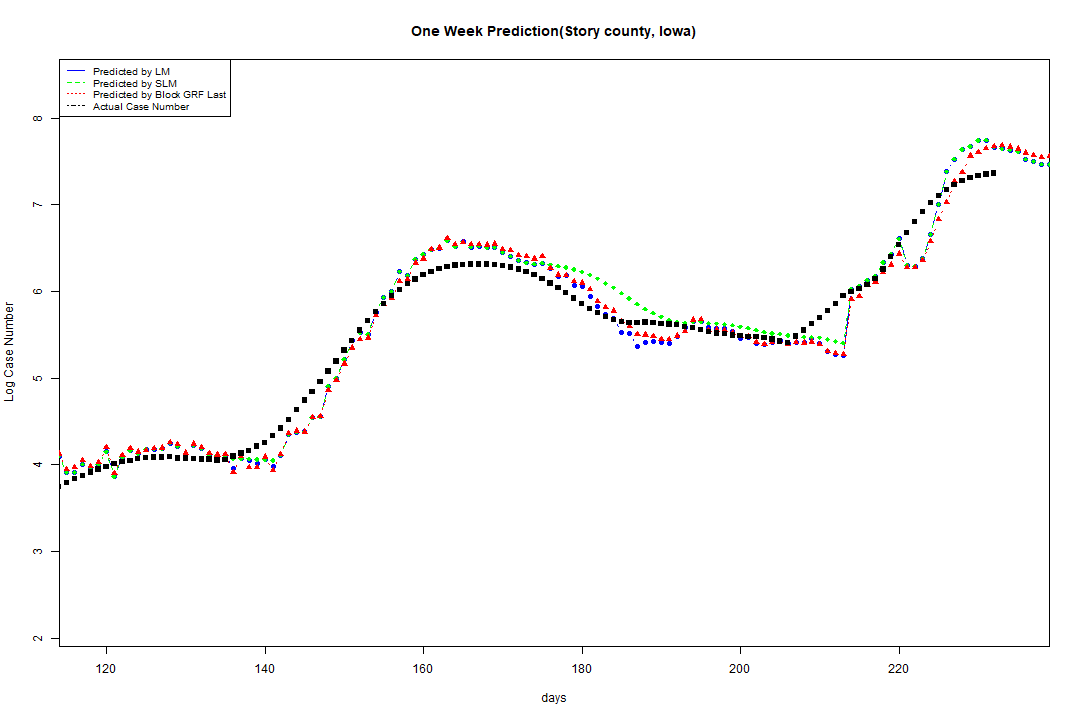 One Week Prediction(Story county, Iowa)
Predicted by LM
Predicted by SLM
Predicted by Block GRF Last
Actual Case Number
8
7
6
5
4
3
2
Log Case Number
120 140 160 180 200 220
days